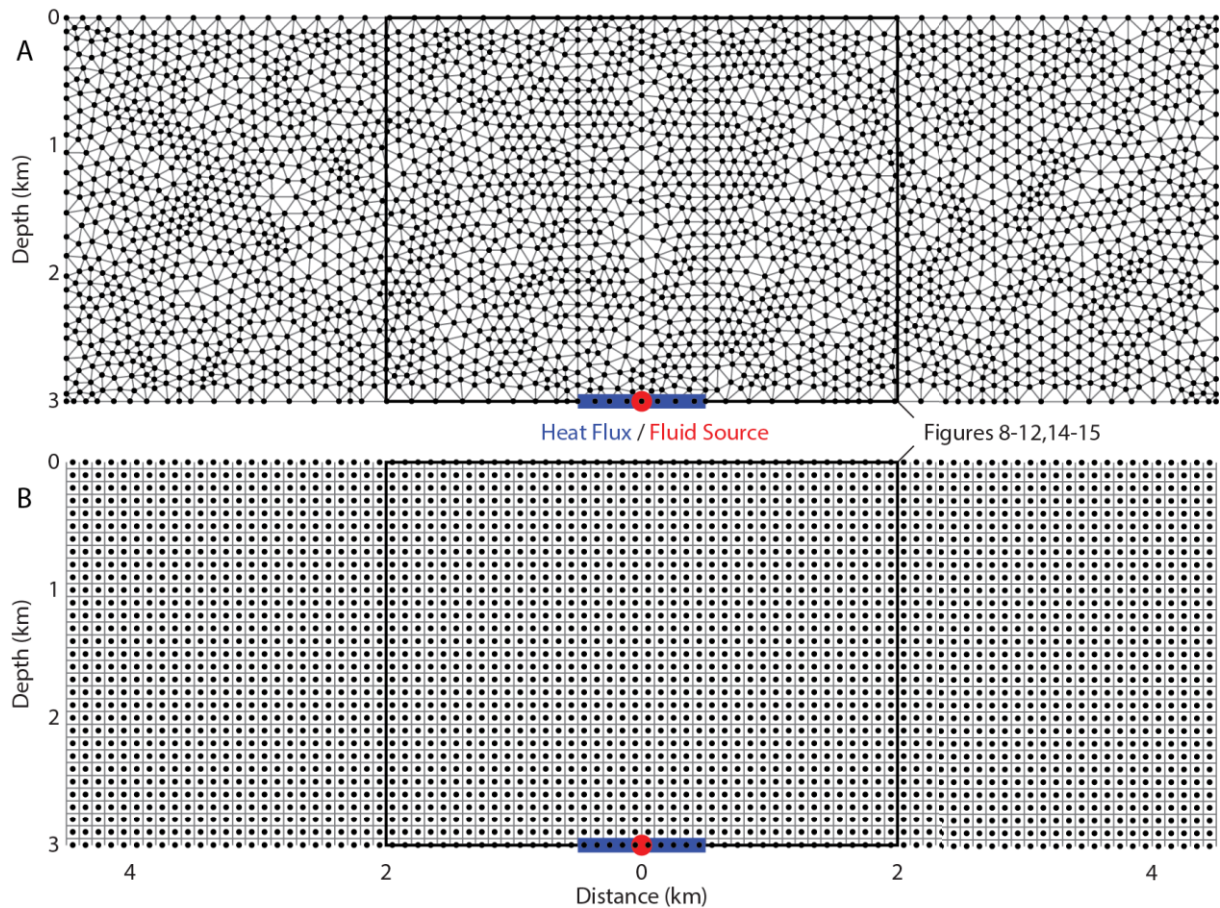 0
A
1
Depth (km)
2
3
Heat Flux / Fluid Source
Figures 8-12,14-15
0
B
1
Depth (km)
2
3
4 2 0 2 4
Distance (km)